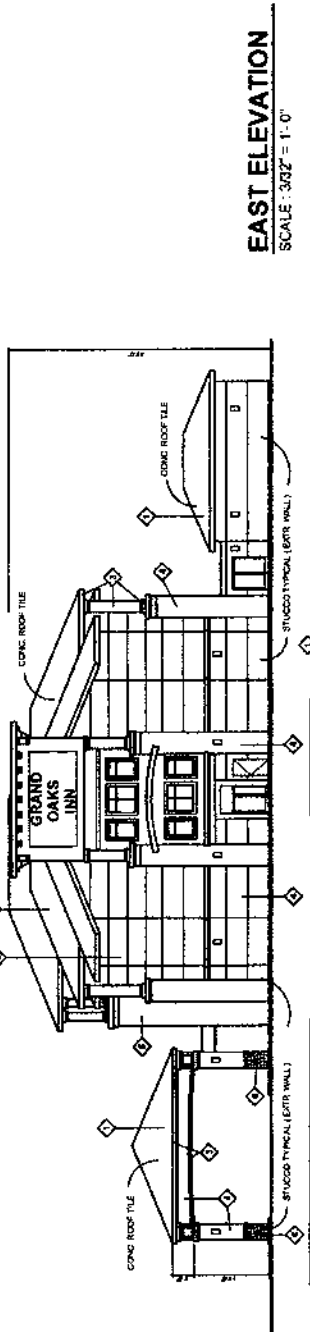 EAST ELEVATION
SCALE : 3/32" = 1'- 0"
CONC ROOF TILE
CONC ROOF TILE
CONC ROOF TILE
GRAND
OAKS
INN
STUCCO TYPICAL ( EXTR WALL )
STUCCO TYPICAL ( EXTR WALL )